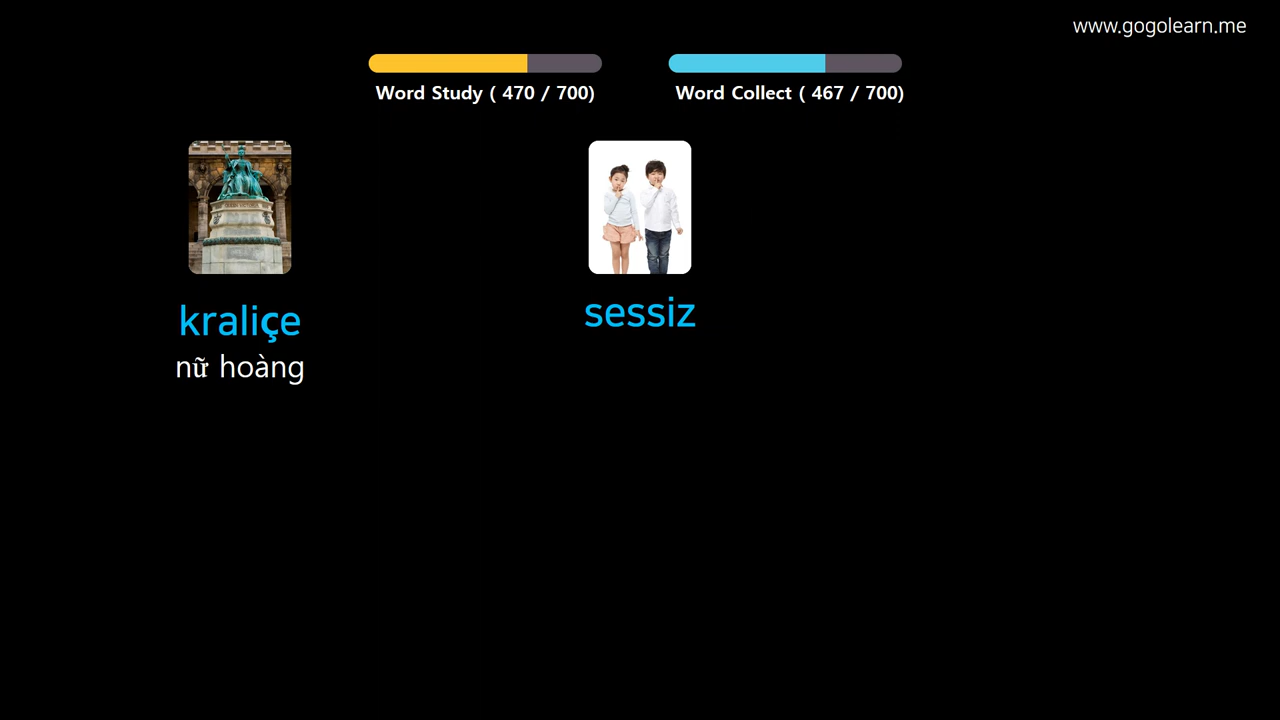 www.gogolearn.me
Word Study ( 470 / 700)
Word Collect ( 467 / 700)
kraliçe
nữ hoàng
sessiz